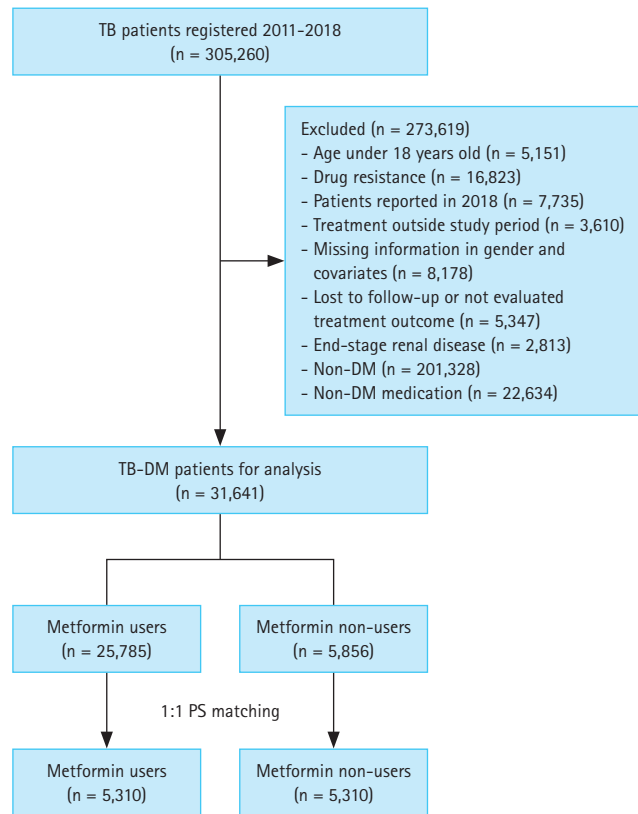 TB patients registered 2011-2018
(n = 305,260)
Excluded (n = 273,619)
- Age under 18 years old (n = 5,151)
- Drug resistance (n = 16,823)
- Patients reported in 2018 (n = 7,735)
- Treatment outside study period (n = 3,610)
- Missing information in gender and
covariates (n = 8,178)
- Lost to follow-up or not evaluated
treatment outcome (n = 5,347)
- End-stage renal disease (n = 2,813)
- Non-DM (n = 201,328)
- Non-DM medication (n = 22,634)
TB-DM patients for analysis
(n = 31,641)
Metformin users
(n = 25,785)
Metformin non-users
(n = 5,856)
1:1 PS matching
Metformin users
(n = 5,310)
Metformin non-users
(n = 5,310)